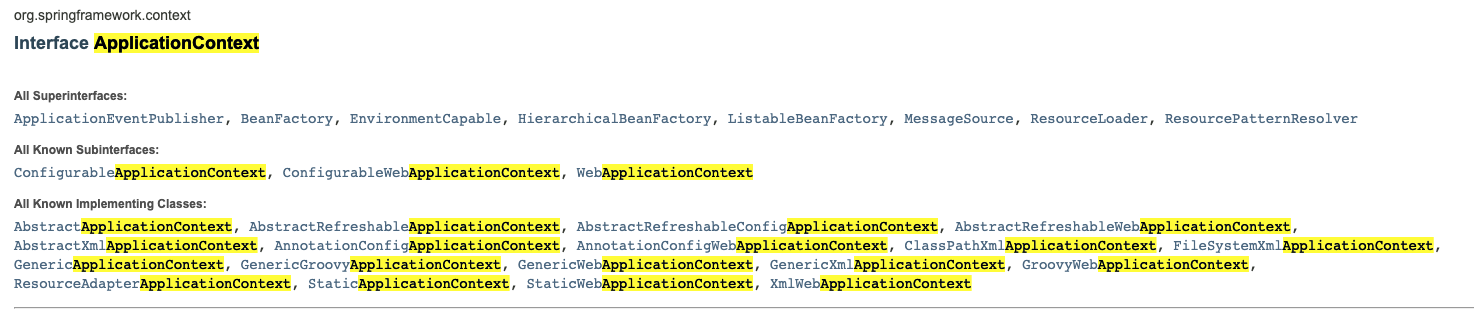 org.springframework.context
Interface ApplicationContext
All Superinterfaces:
ApplicationEventPublisher, BeanFactory, EnvironmentCapable, HierarchicalBeanFactory, ListableBeanFactory, MessageSource, ResourceLoader, ResourcePatternResolver
All Known Subinterfaces:
ConfigurableApplicationContext, ConfigurableWebApplicationContext, WebApplicationContext
All Known Implementing Classes:
AbstractApplicationContext, AbstractRefreshableApplicationContext, AbstractRefreshableConfigApplicationContext, AbstractRefreshableWebApplicationContext,
AbstractXmlApplicationContext, AnnotationConfigApplicationContext, AnnotationConfigWebApplicationContext, ClassPathXmlApplicationContext, FileSystemXmlApplicationContext,
GenericApplicationContext, GenericGroovyApplicationContext, GenericWebApplicationContext, GenericXmlApplicationContext, GroovyWebApplicationContext,
ResourceAdapterApplicationContext, StaticApplicationContext, StaticWebApplicationContext, XmlWebApplicationContext